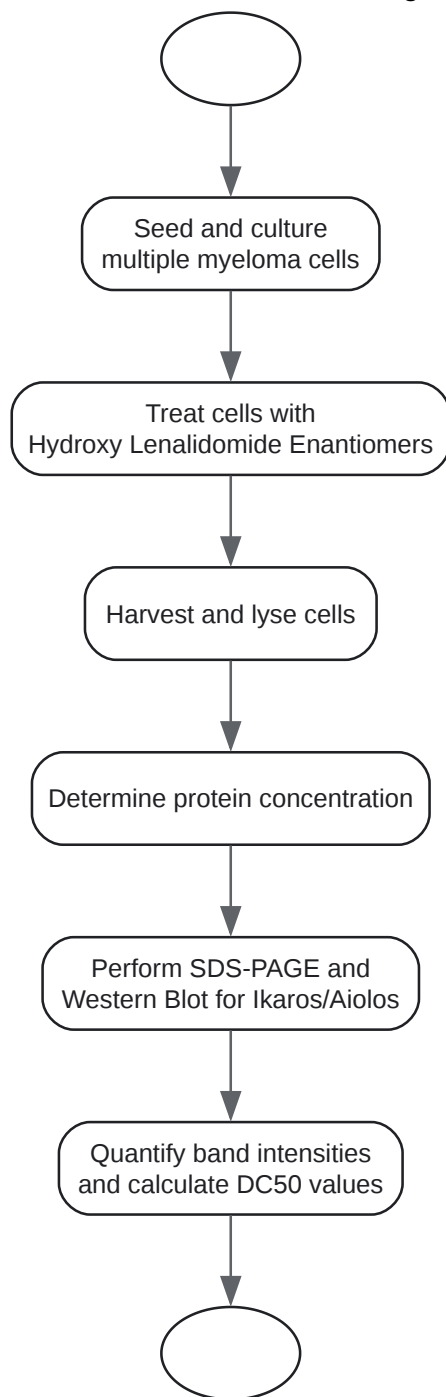 Seed and culture
multiple myeloma cells
Treat cells with
Hydroxy Lenalidomide Enantiomers
Harvest and lyse cells
Determine protein concentration
Perform SDS-PAGE and
Western Blot for Ikaros/Aiolos
Quantify band intensities
and calculate DC50 values